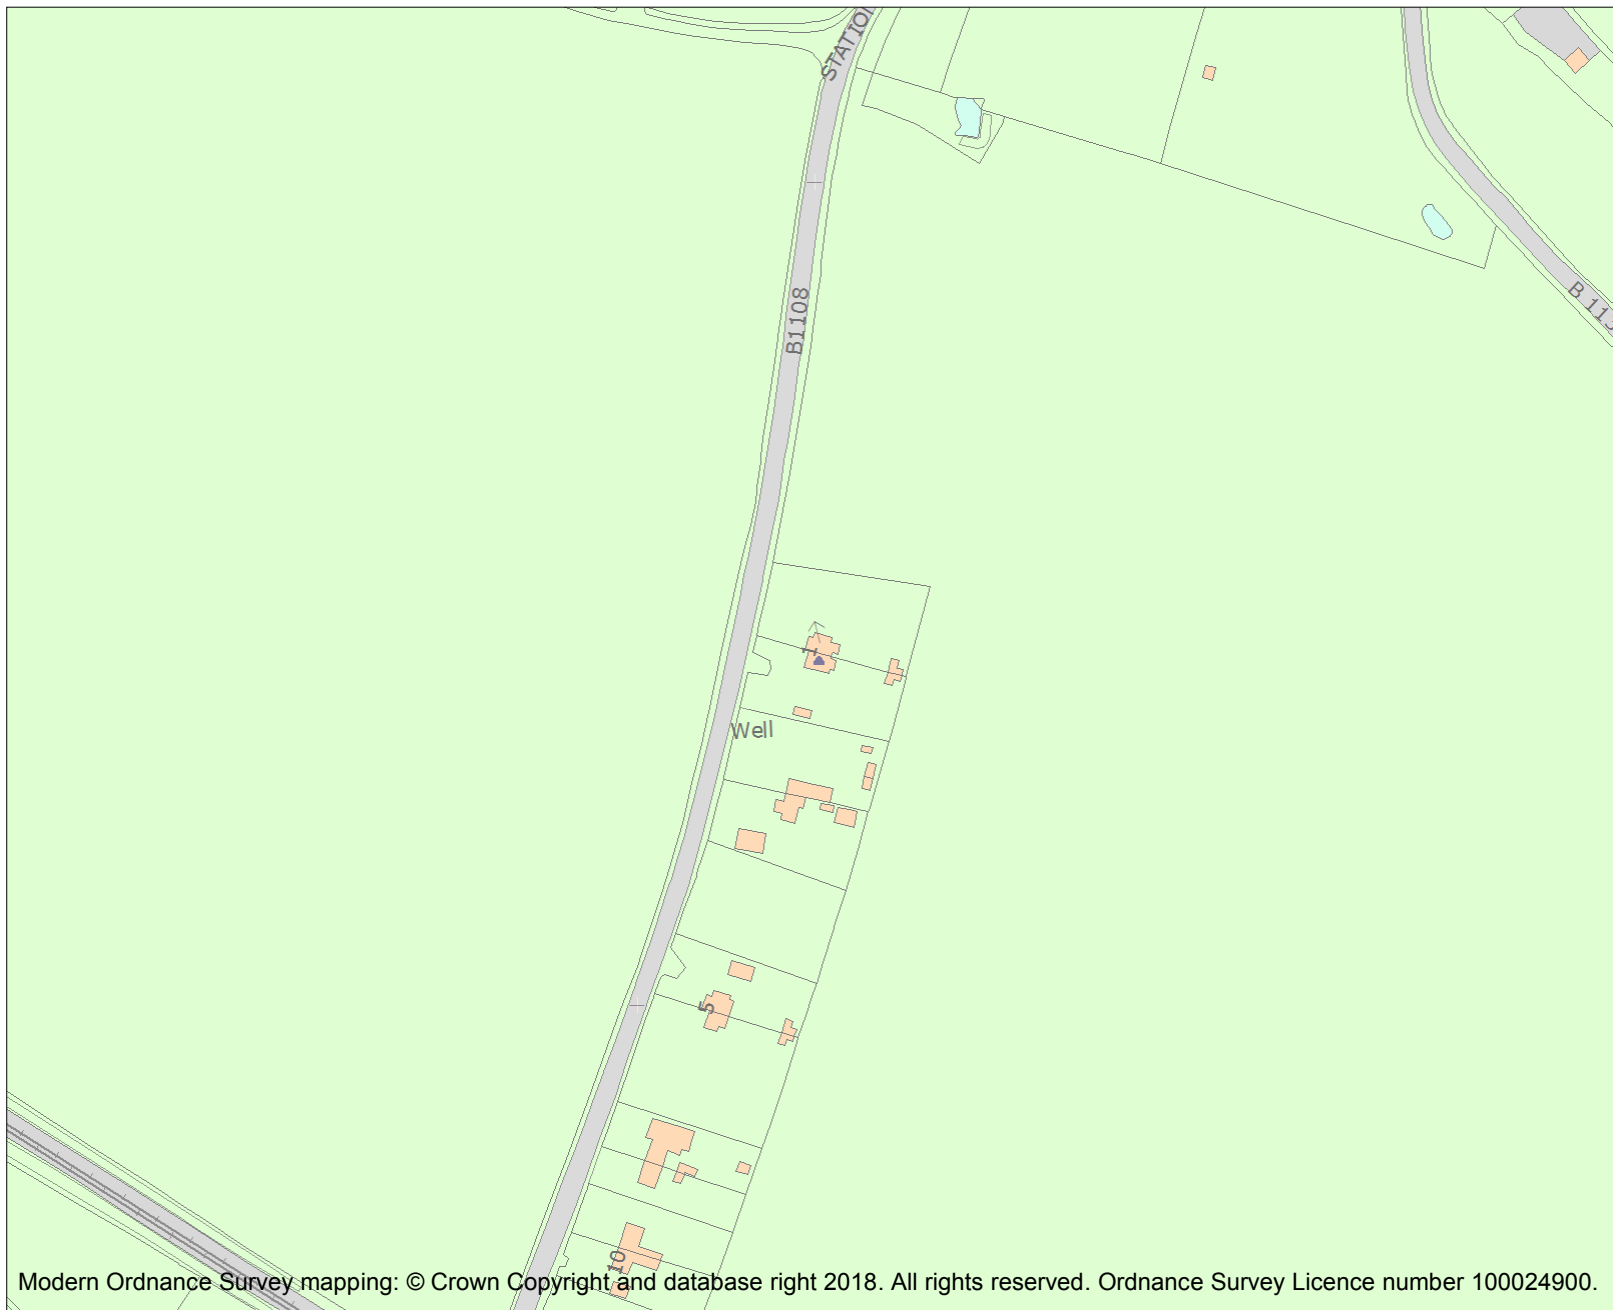 STATION
B1108
B 113
1
Well
5
10
Modern Ordnance Survey mapping: © Crown Copyright and database right 2018. All rights reserved. Ordnance Survey Licence number 100024900.